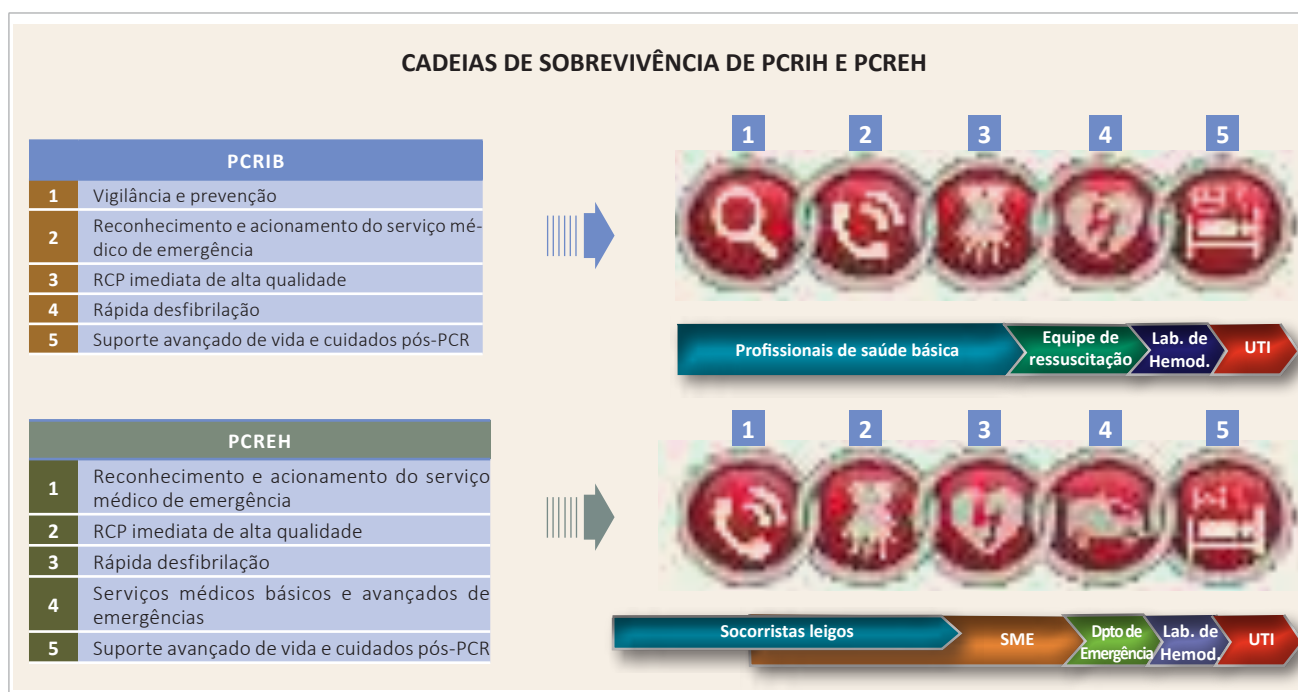 CADEIAS DE SOBREVIVÊNCIA DE PCRIH E PCREH
PCRIB
1 Vigilância e prevenção
2 Reconhecimento e acionamento do serviço mé-
dico de emergência
3 RCP imediata de alta qualidade
4 Rápida desfibrilação
5 Suporte avançado de vida e cuidados pós-PCR
1 2 3 4 5
Profissionais de saúde básica
Equipe de
ressuscitação
Lab. de
Hemod.
UTI
PCREH
1 Reconhecimento e acionamento do serviço
médico de emergência
2 RCP imediata de alta qualidade
3 Rápida desfibrilação
4 Serviços médicos básicos e avançados de
emergências
5 Suporte avançado de vida e cuidados pós-PCR
1 2 3 4 5
Socorristas leigos
SME
Dpto de
Emergência
Lab. de
Hemod.
UTI